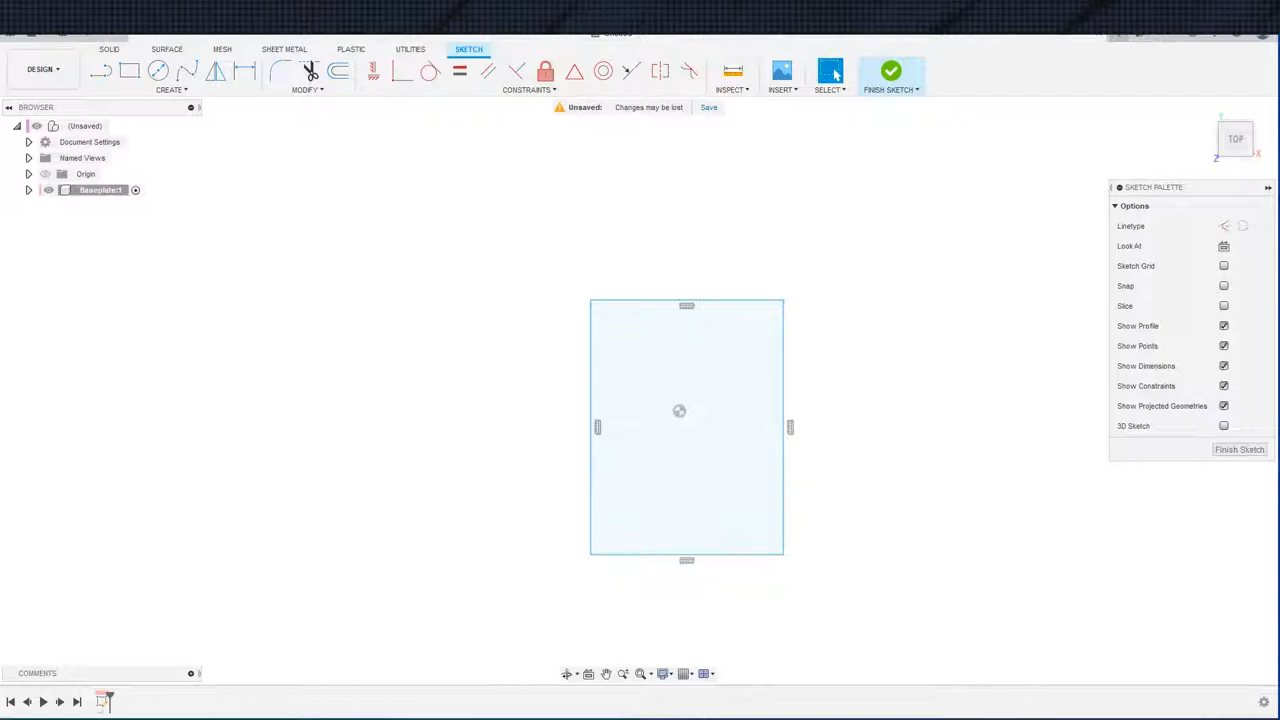 SOLID SURFACE MESH SHEET METAL PLASTIC UTILITIES SKETCH
DESIGN
CREATE MODIFY CONSTRAINTS INSPECT INSERT SELECT FINISH SKETCH
BROWSER
Unsaved: Changes may be lost Save
(Unsaved)
Document Settings
Named Views
Origin
Baseplate:1
Y
TOP
X
Z
SKETCH PALETTE
Options
Linetype
Look At
Sketch Grid
Snap
Slice
Show Profile
Show Points
Show Dimensions
Show Constraints
Show Projected Geometries
3D Sketch
Finish Sketch
COMMENTS